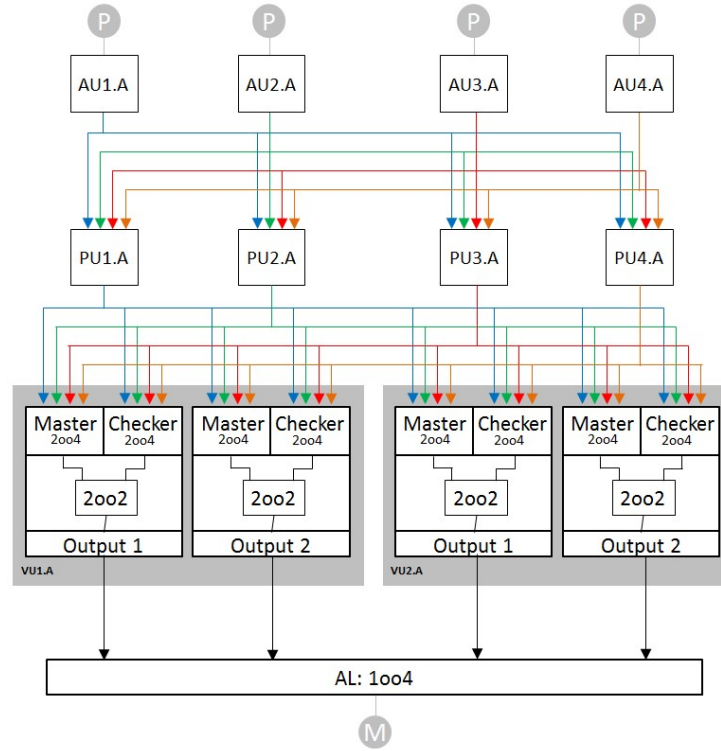 P P P P
AU1.A AU2.A AU3.A AU4.A
PU1.A PU2.A PU3.A PU4.A
Master Checker Master Checker Master Checker Master Checker
2oo4 2oo4 2oo4 2oo4 2oo4 2oo4 2oo4 2oo4
2oo2 2oo2 2oo2 2oo2
Output 1 Output 2 Output 1 Output 2
VU1.A VU2.A
AL: 1oo4
M